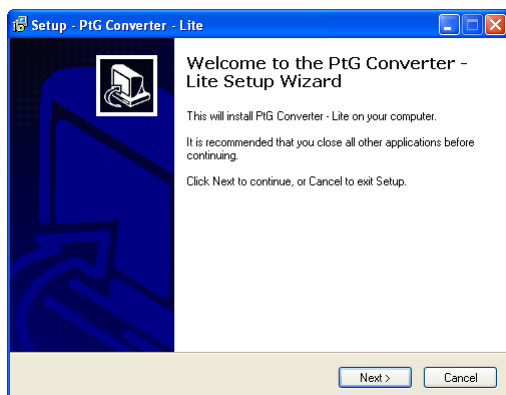 Setup - PtG Converter - Lite
Welcome to the PtG Converter -
Lite Setup Wizard
This will install PtG Converter - Lite on your computer.
It is recommended that you close all other applications before
continuing.
Click Next to continue, or Cancel to exit Setup.
Next > Cancel